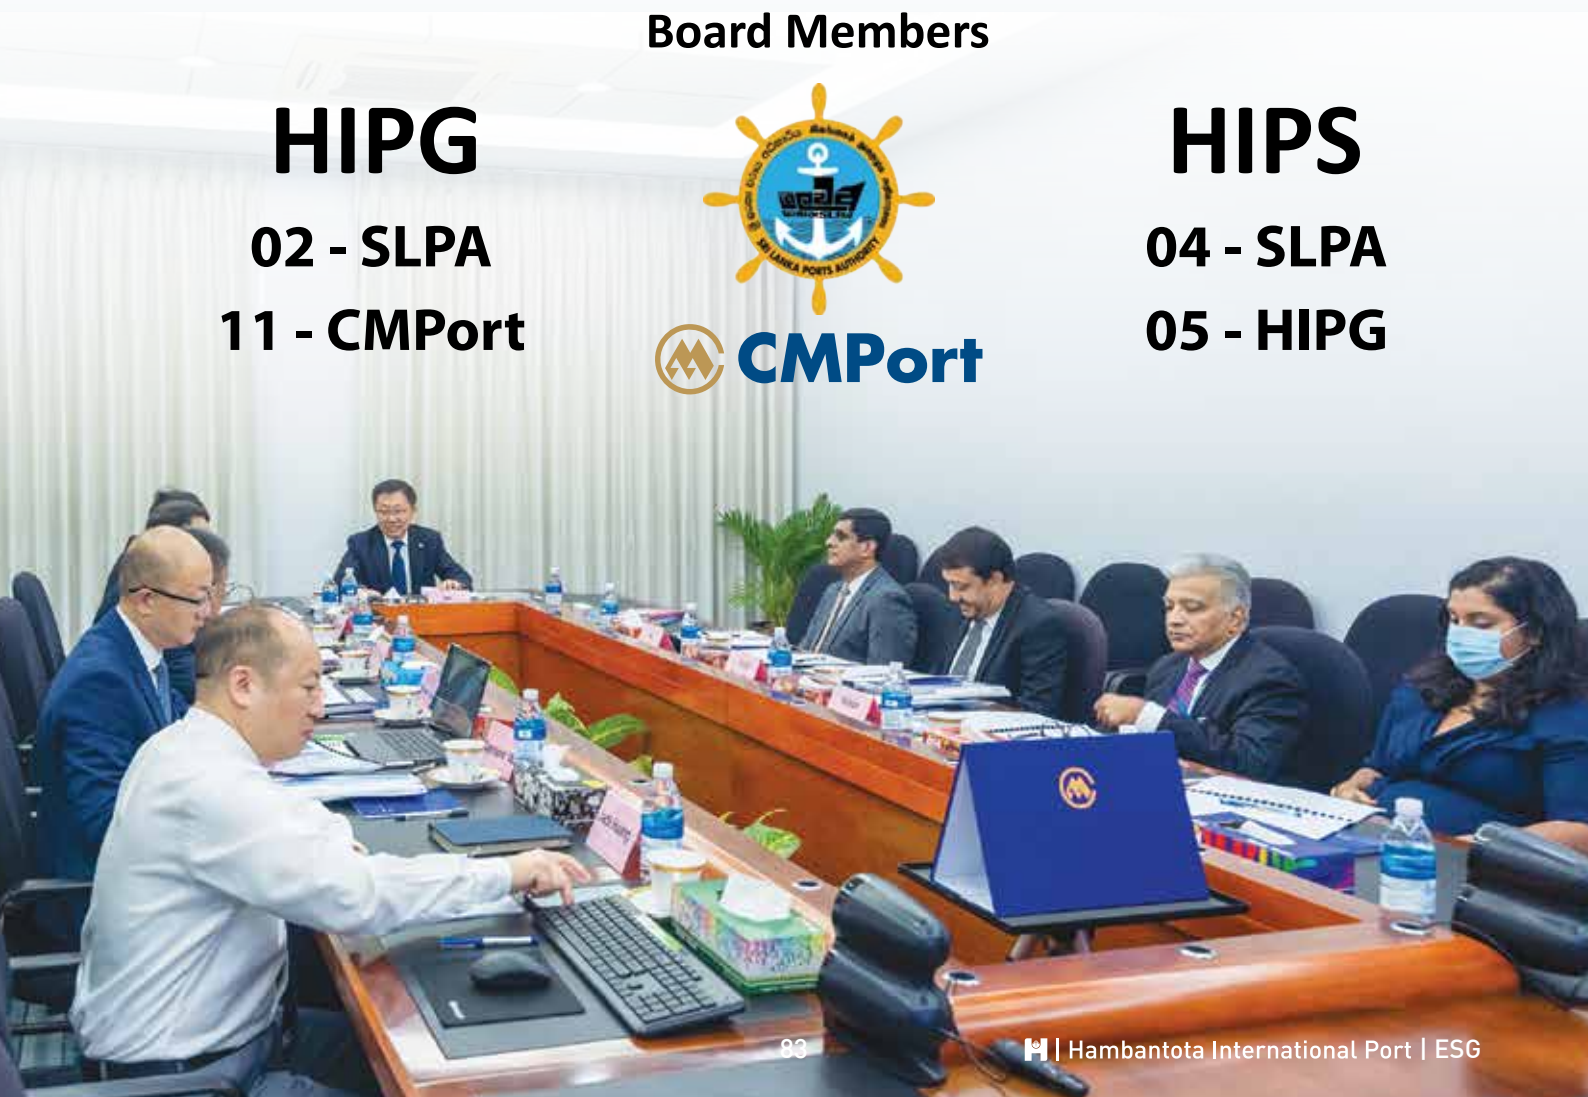 Board Members
HIPG
02 - SLPA
11 - CMPort
SRI LANKA PORTS AUTHORITY
CMPort
HIPS
04 - SLPA
05 - HIPG
83
| Hambantota International Port | ESG